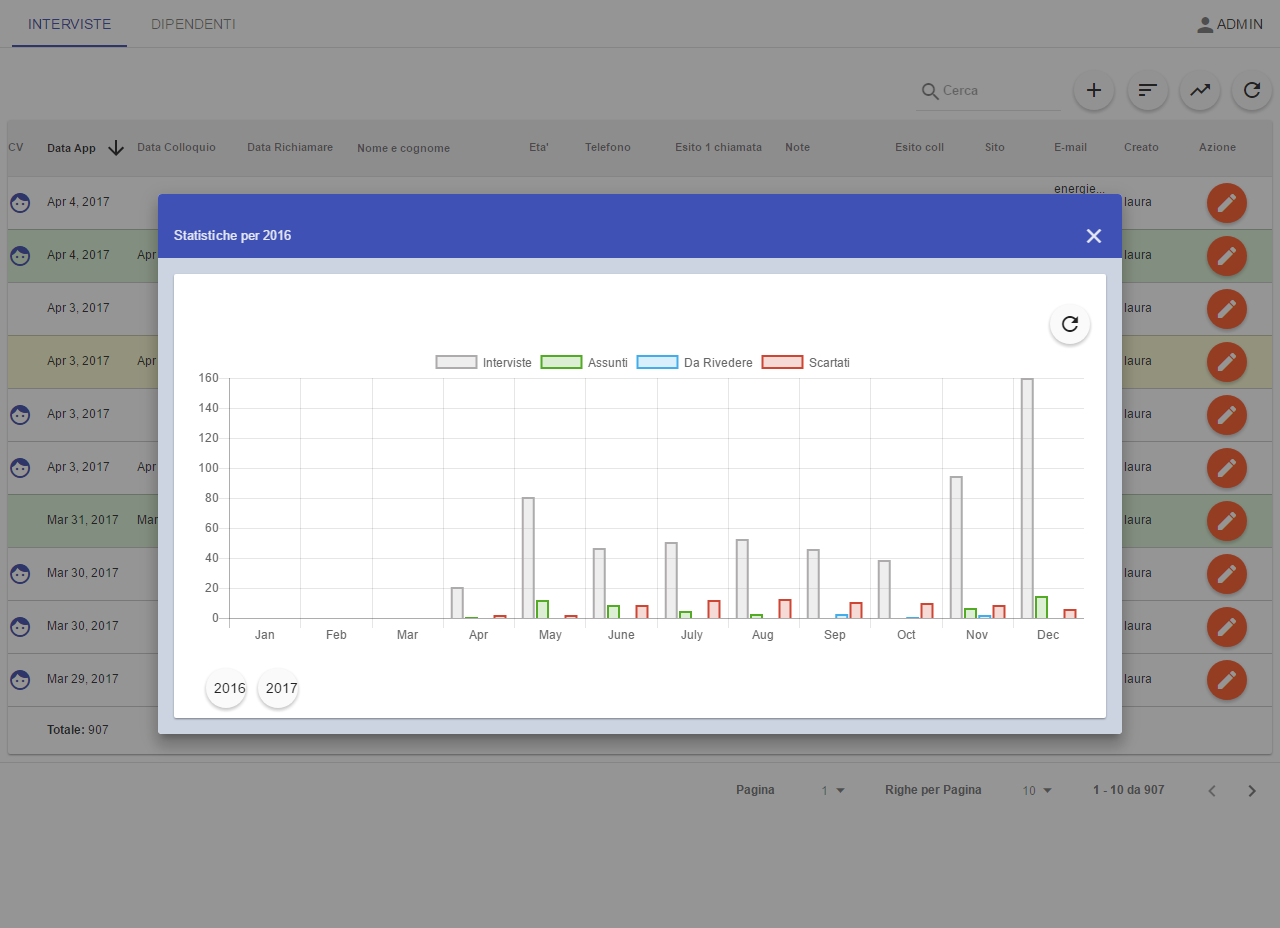 INTERVISTE DIPENDENTI ADMIN
Cerca
CV Data App Data Colloquio Data Richiamare Nome e cognome Eta' Telefono Esito 1 chiamata Note Esito coll Sito E-mail Creato Azione
energie...
Apr 4, 2017 laura
Statistiche per 2016
Apr 4, 2017 Apr laura
Apr 3, 2017 laura
Apr 3, 2017 Apr laura
Interviste Assunti Da Rivedere Scartati
160
140
Apr 3, 2017 laura
120
100
Apr 3, 2017 Apr laura
80
Mar 31, 2017 Mar laura
60
40
Mar 30, 2017 laura
20
0
Mar 30, 2017 laura
Jan Feb Mar Apr May June July Aug Sep Oct Nov Dec
Mar 29, 2017 laura
2016 2017
Totale: 907
Pagina 1 Righe per Pagina 10 1 - 10 da 907